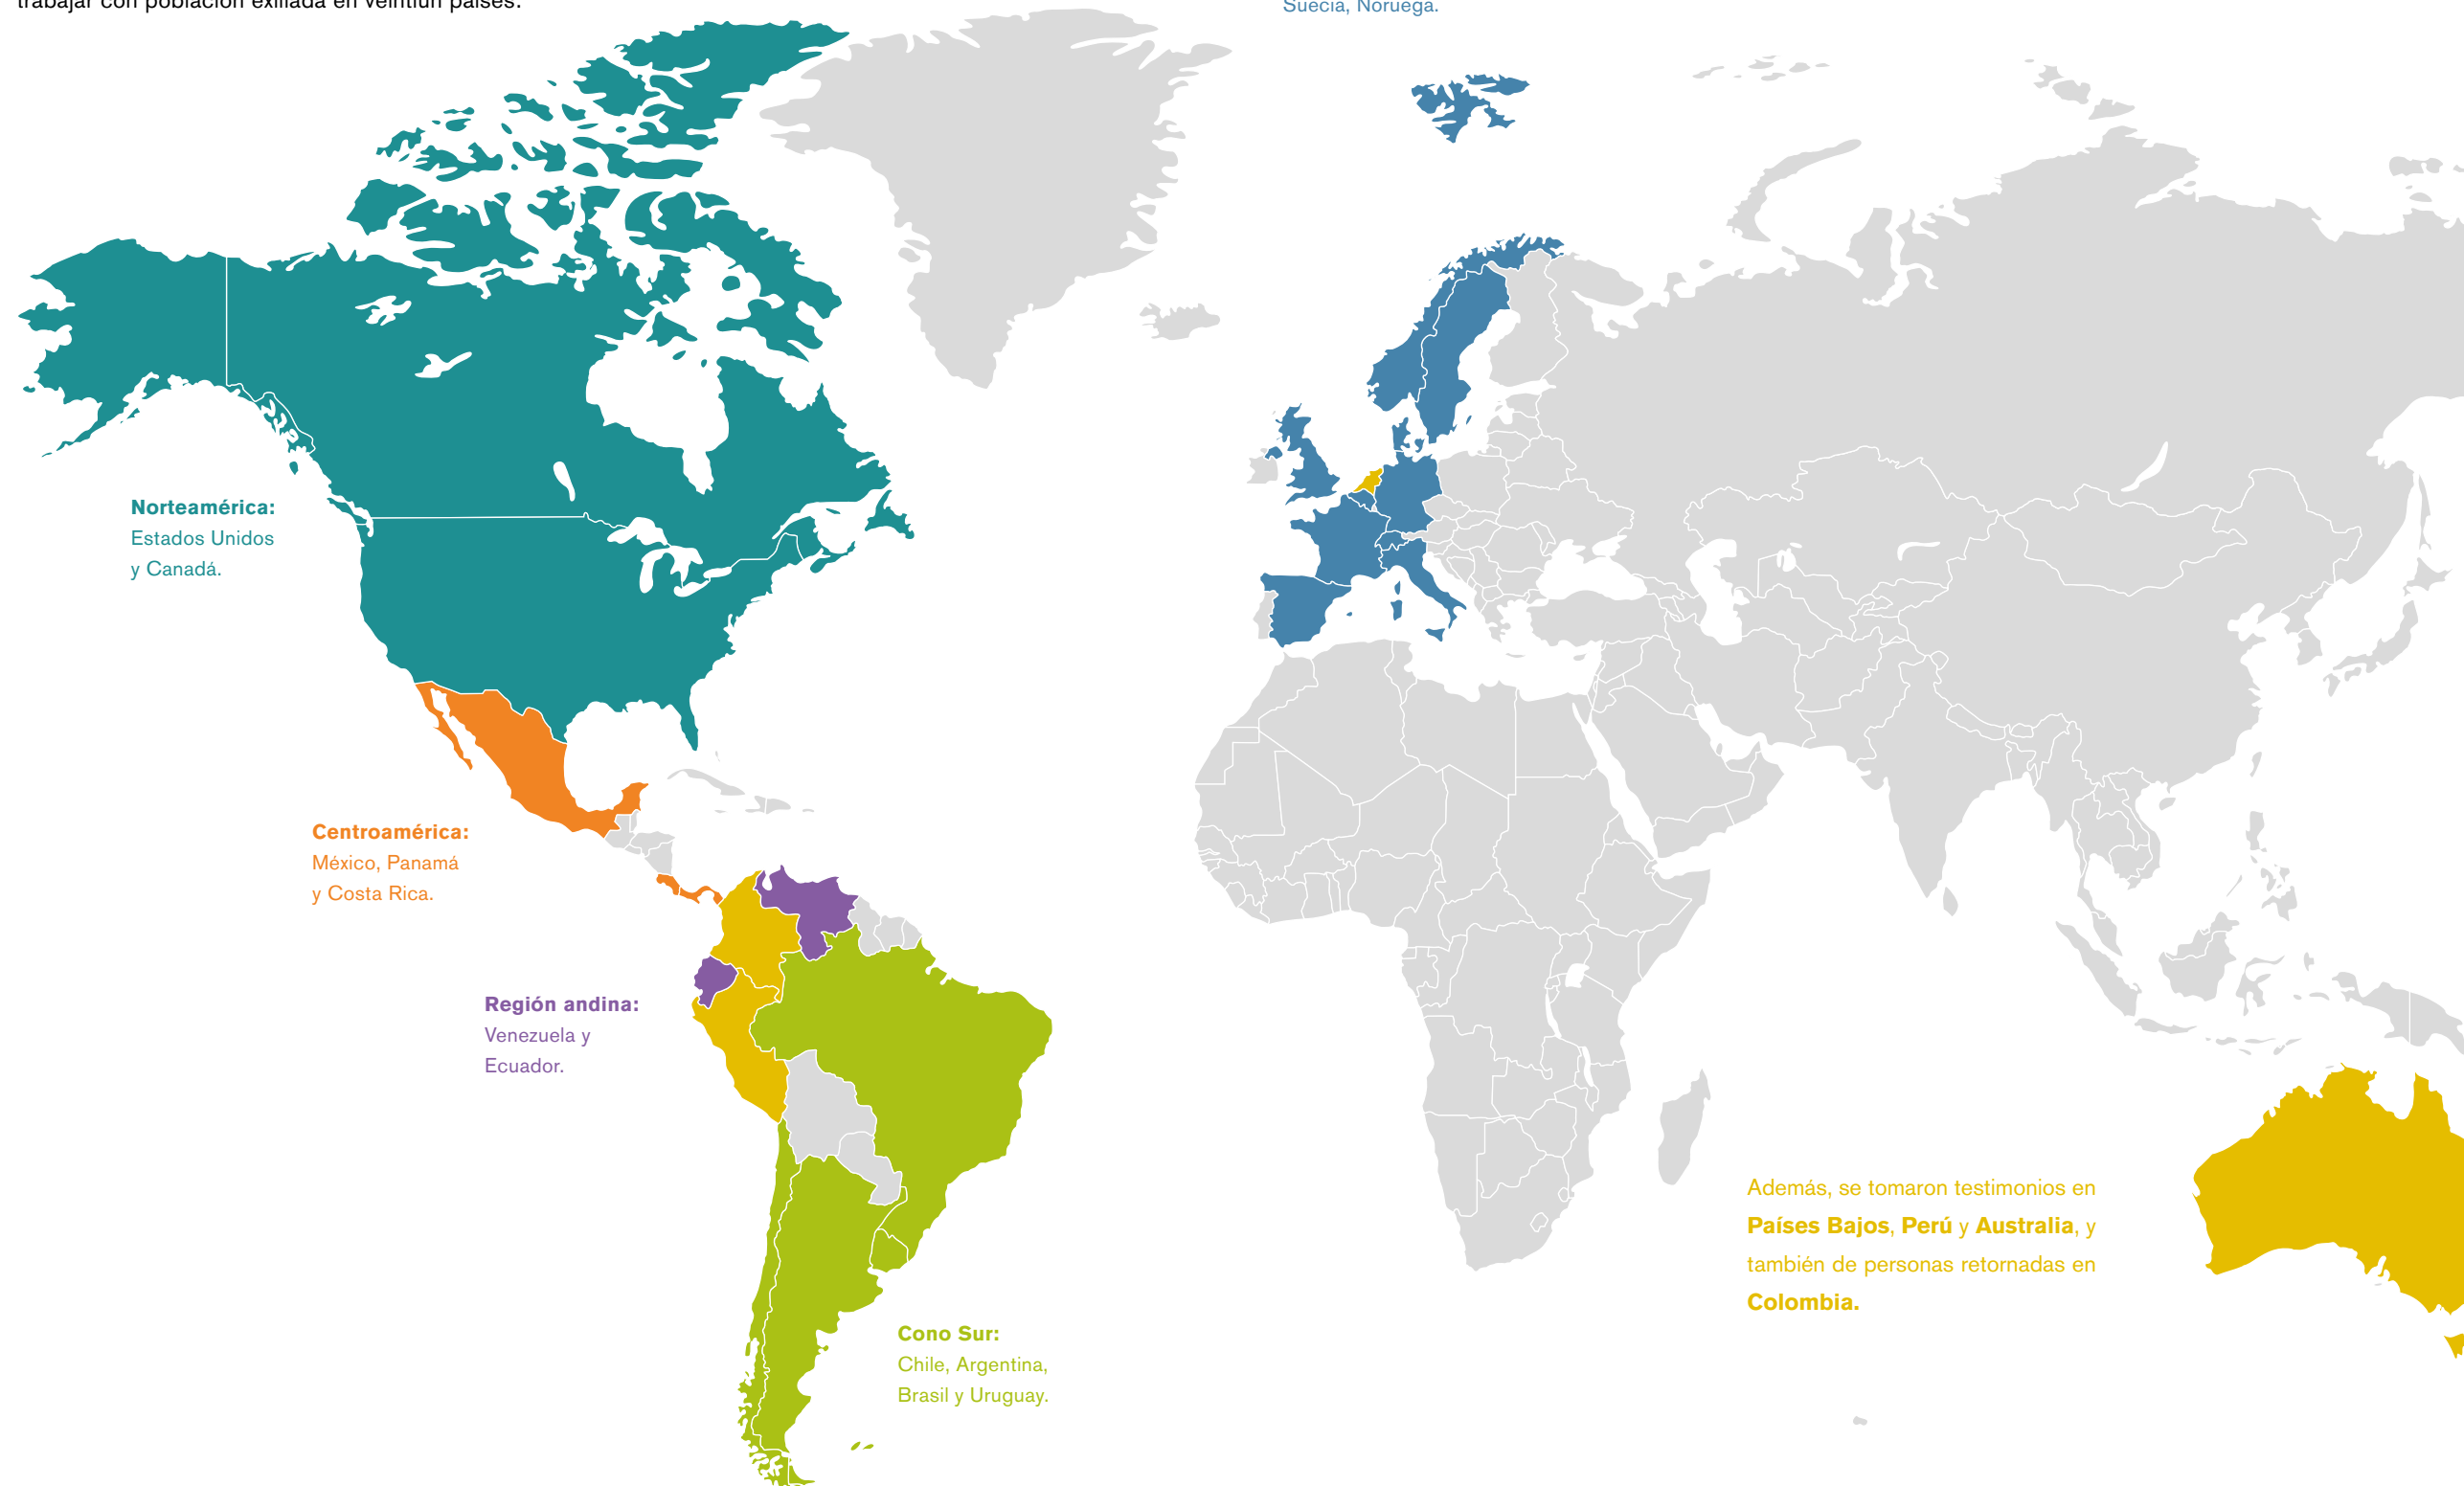 trabajar con población exiliada en veintiún países.
Suecia, Noruega.
Norteamérica:
Estados Unidos
y Canadá.
Centroamérica:
México, Panamá
y Costa Rica.
Región andina:
Venezuela y
Ecuador.
Además, se tomaron testimonios en
Países Bajos, Perú y Australia, y
también de personas retornadas en
Colombia.
Cono Sur:
Chile, Argentina,
Brasil y Uruguay.